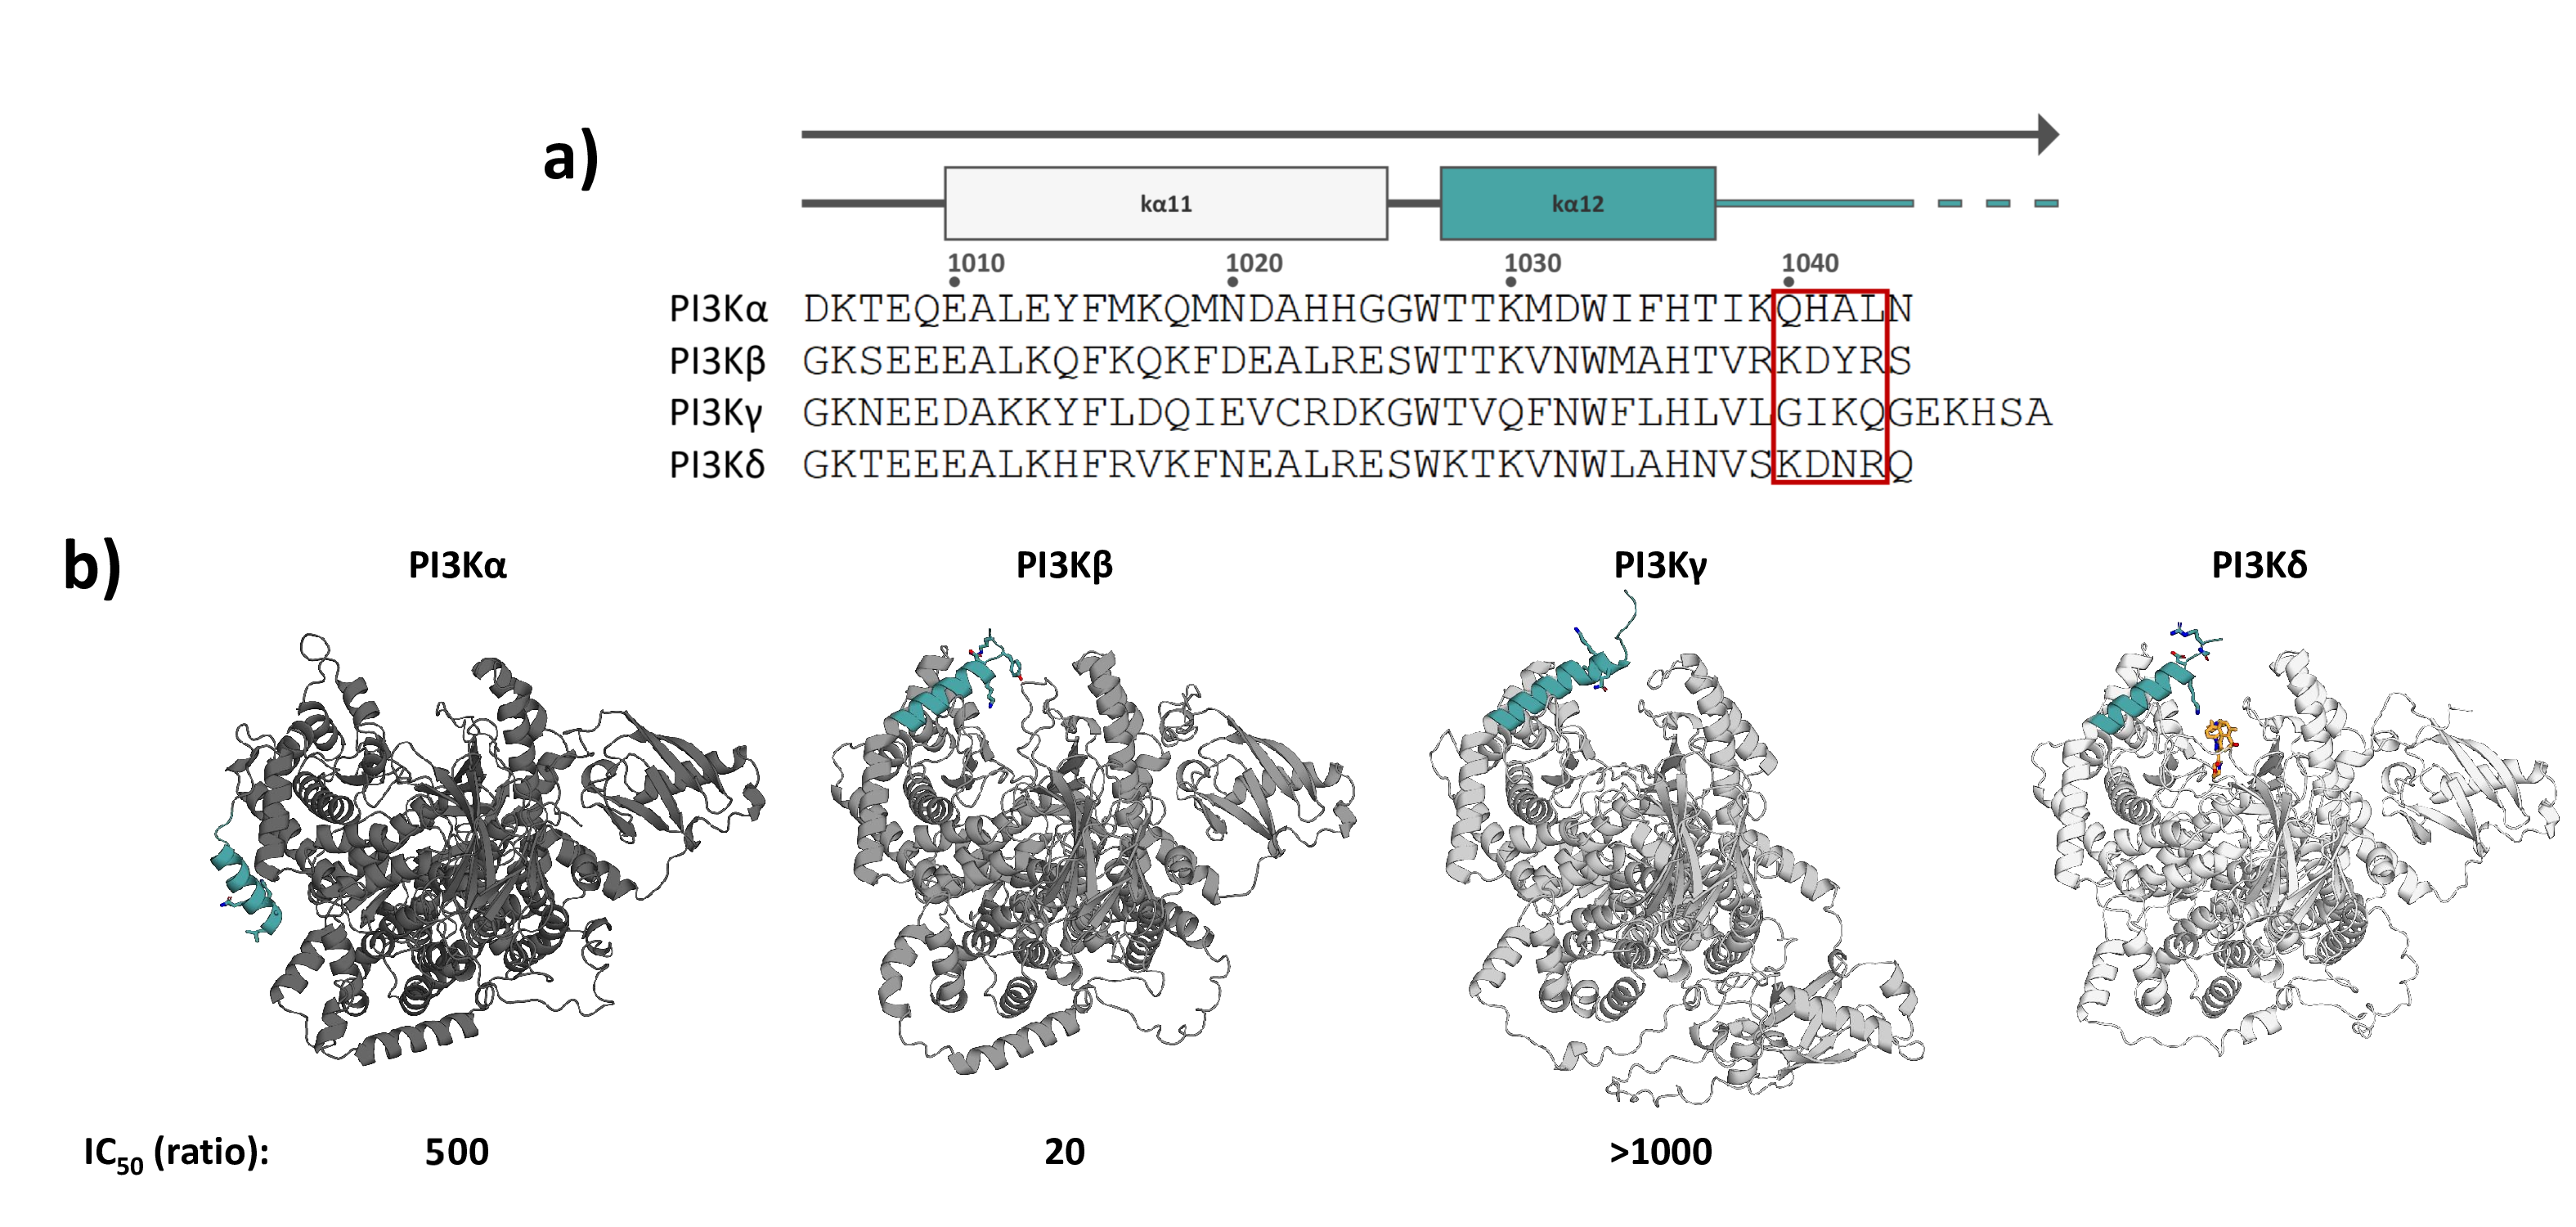 a)
kα11 kα12
1010 1020 1030 1040
PI3Kα DKTEQEALEYFMKQMNDAHHGGWTTKMDWIFHTIKQHALN
PI3Kβ GKSEEEALKQFKQKFDEALRESWTTKVNWMAHTVRKDYRS
PI3Kγ GKNEEDAKKYFLDQIEVCRDKGWTVQFNWFLHLVLGIKQGEKHSA
PI3Kδ GKTEEEALKHFRVKFNEALRESWKTKVNWLAHNVSKDNRQ
b)
PI3Kα PI3Kβ PI3Kγ PI3Kδ
IC50 (ratio): 500 20 >1000